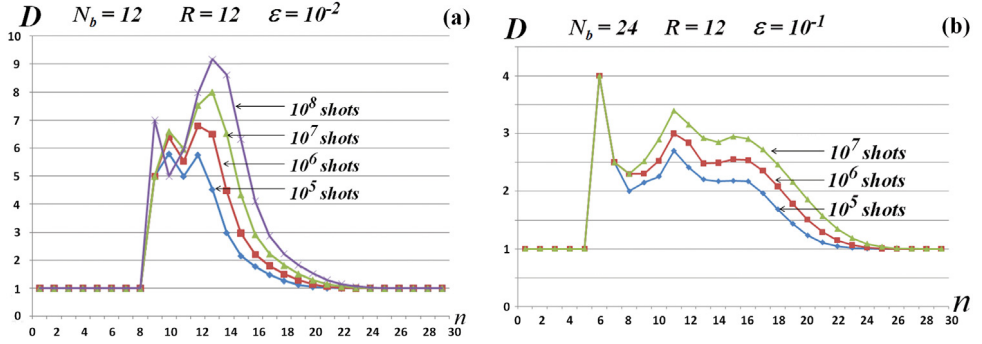 D N_b = 12 R = 12 ε = 10^-2 (a)
10
9
8
7
6
5
4
3
2
1
0
10^8 shots
10^7 shots
10^6 shots
10^5 shots
0 2 4 6 8 10 12 14 16 18 20 22 24 26 28 30 n
D N_b = 24 R = 12 ε = 10^-1 (b)
4
3
2
1
0
10^7 shots
10^6 shots
10^5 shots
0 2 4 6 8 10 12 14 16 18 20 22 24 26 28 30 n